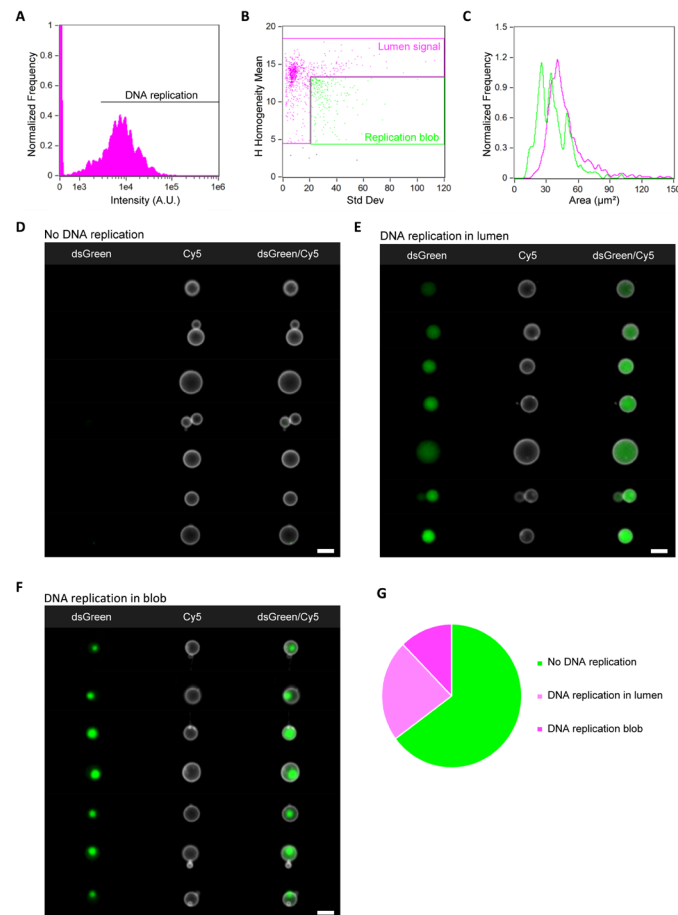 A
B
C
1
0.8
0.6
0.4
0.2
0
Normalized Frequency
DNA replication
0 1e3 1e4 1e5 1e6
Intensity (A.U.)
20
15
10
5
0
H Homogeneity Mean
Lumen signal
Replication blob
0 20 40 60 80 100 120
Std Dev
1.5
1.2
0.9
0.6
0.3
0
Normalized Frequency
0 30 60 90 120 150
Area (µm²)
D
No DNA replication
dsGreen Cy5 dsGreen/Cy5
E
DNA replication in lumen
dsGreen Cy5 dsGreen/Cy5
F
DNA replication in blob
dsGreen Cy5 dsGreen/Cy5
G
No DNA replication
DNA replication in lumen
DNA replication blob